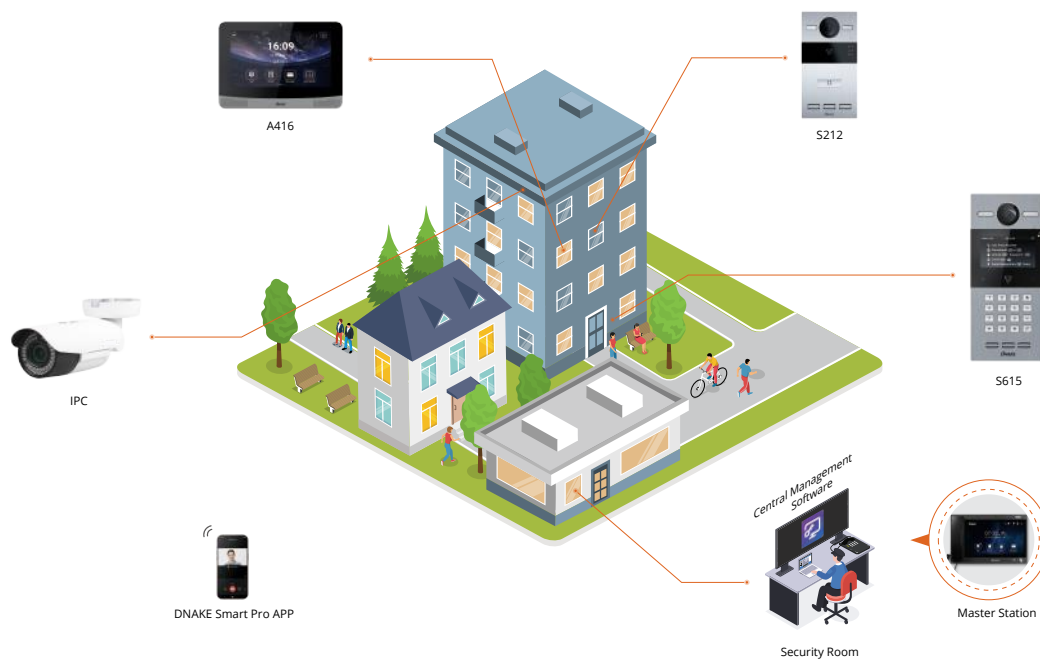 16:09
A416
S212
S615
IPC
Central Management
Software
DNAKE Smart Pro APP
Master Station
Security Room